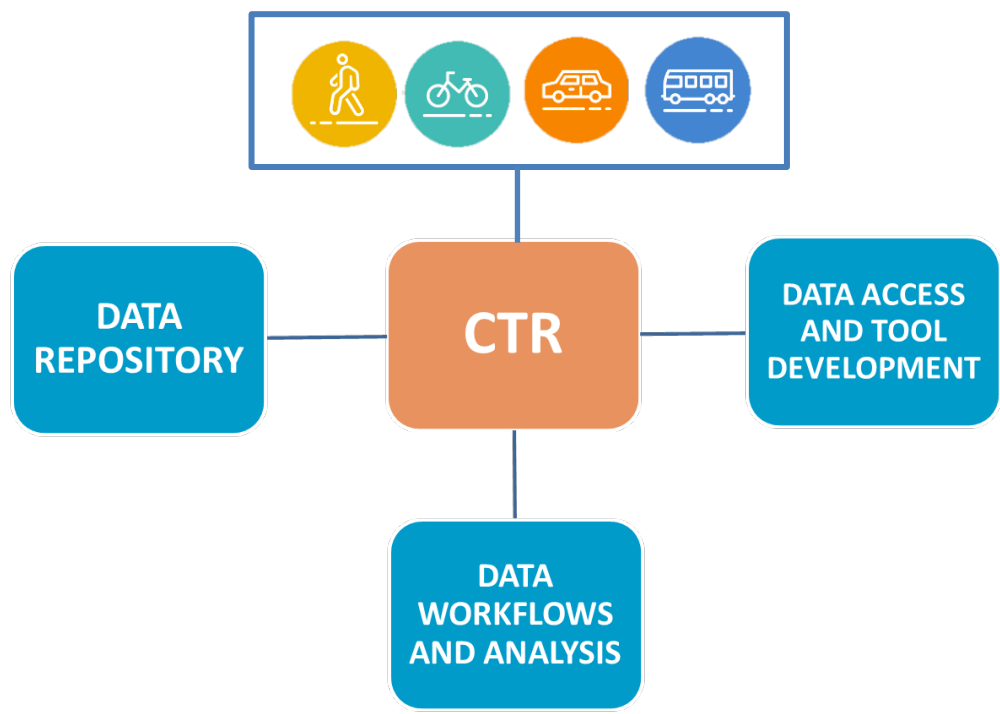 DATA
REPOSITORY
CTR
DATA ACCESS
AND TOOL
DEVELOPMENT
DATA
WORKFLOWS
AND ANALYSIS